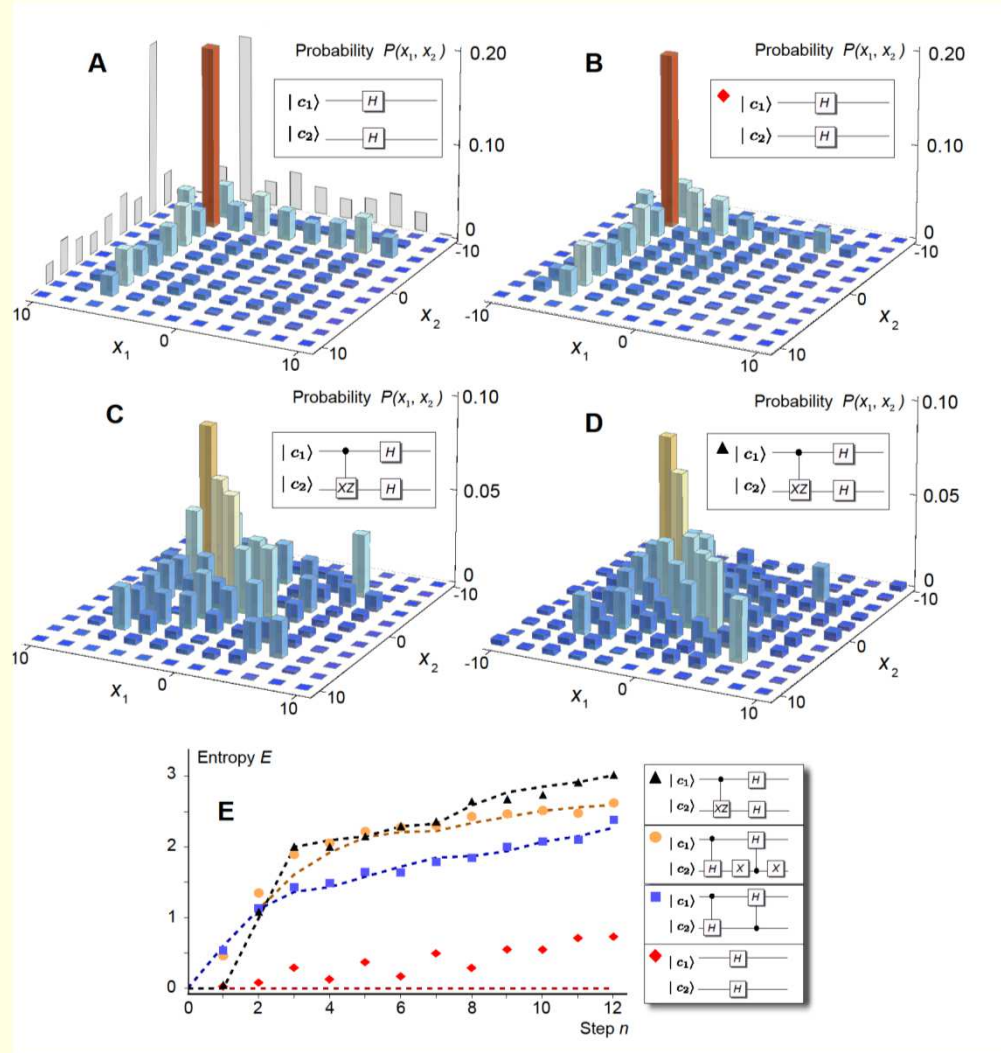 A
Probability P(x1, x2)
0.20
0.10
0
| c1⟩ H
| c2⟩ H
-10
0
10
x2
10
0
10
x1
B
Probability P(x1, x2)
0.20
0.10
0
| c1⟩ H
| c2⟩ H
-10
0
10
x2
-10
0
10
x1
C
Probability P(x1, x2)
0.10
0.05
0
| c1⟩ H
| c2⟩ XZ H
-10
0
10
x2
10
0
10
x1
D
Probability P(x1, x2)
0.10
0.05
0
| c1⟩ H
| c2⟩ XZ H
-10
0
10
x2
-10
0
10
x1
Entropy E
E
3
2
1
0
0 2 4 6 8 10 12
Step n
| c1⟩ H
| c2⟩ XZ H
| c1⟩ H
| c2⟩ H X X
| c1⟩ H
| c2⟩ H
| c1⟩ H
| c2⟩ H